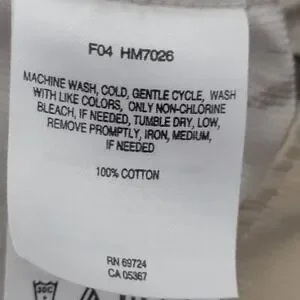 F04 HM7026
MACHINE WASH, COLD, GENTLE CYCLE, WASH
WITH LIKE COLORS, ONLY NON-CHLORINE
BLEACH, IF NEEDED, TUMBLE DRY, LOW,
REMOVE PROMPTLY, IRON, MEDIUM,
IF NEEDED
100% COTTON
RN 69724
CA 05367
30C